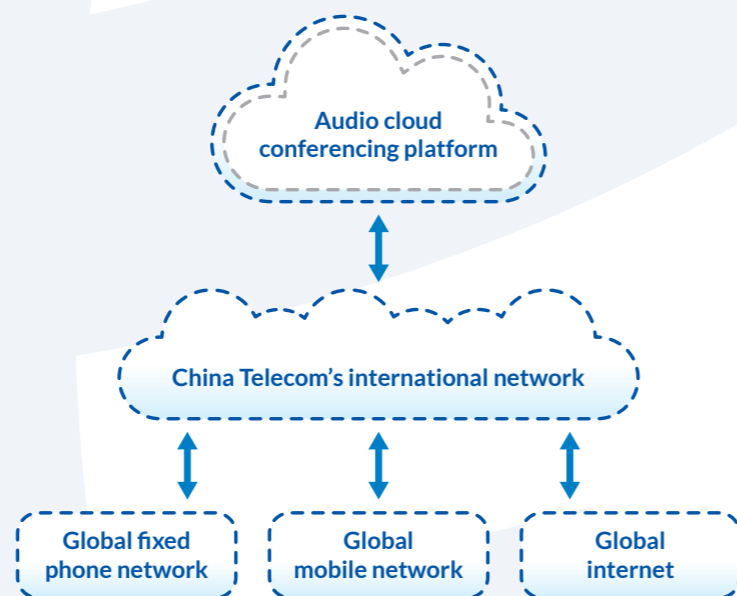 Audio cloud
conferencing platform
China Telecom’s international network
Global fixed
phone network
Global
mobile network
Global
internet